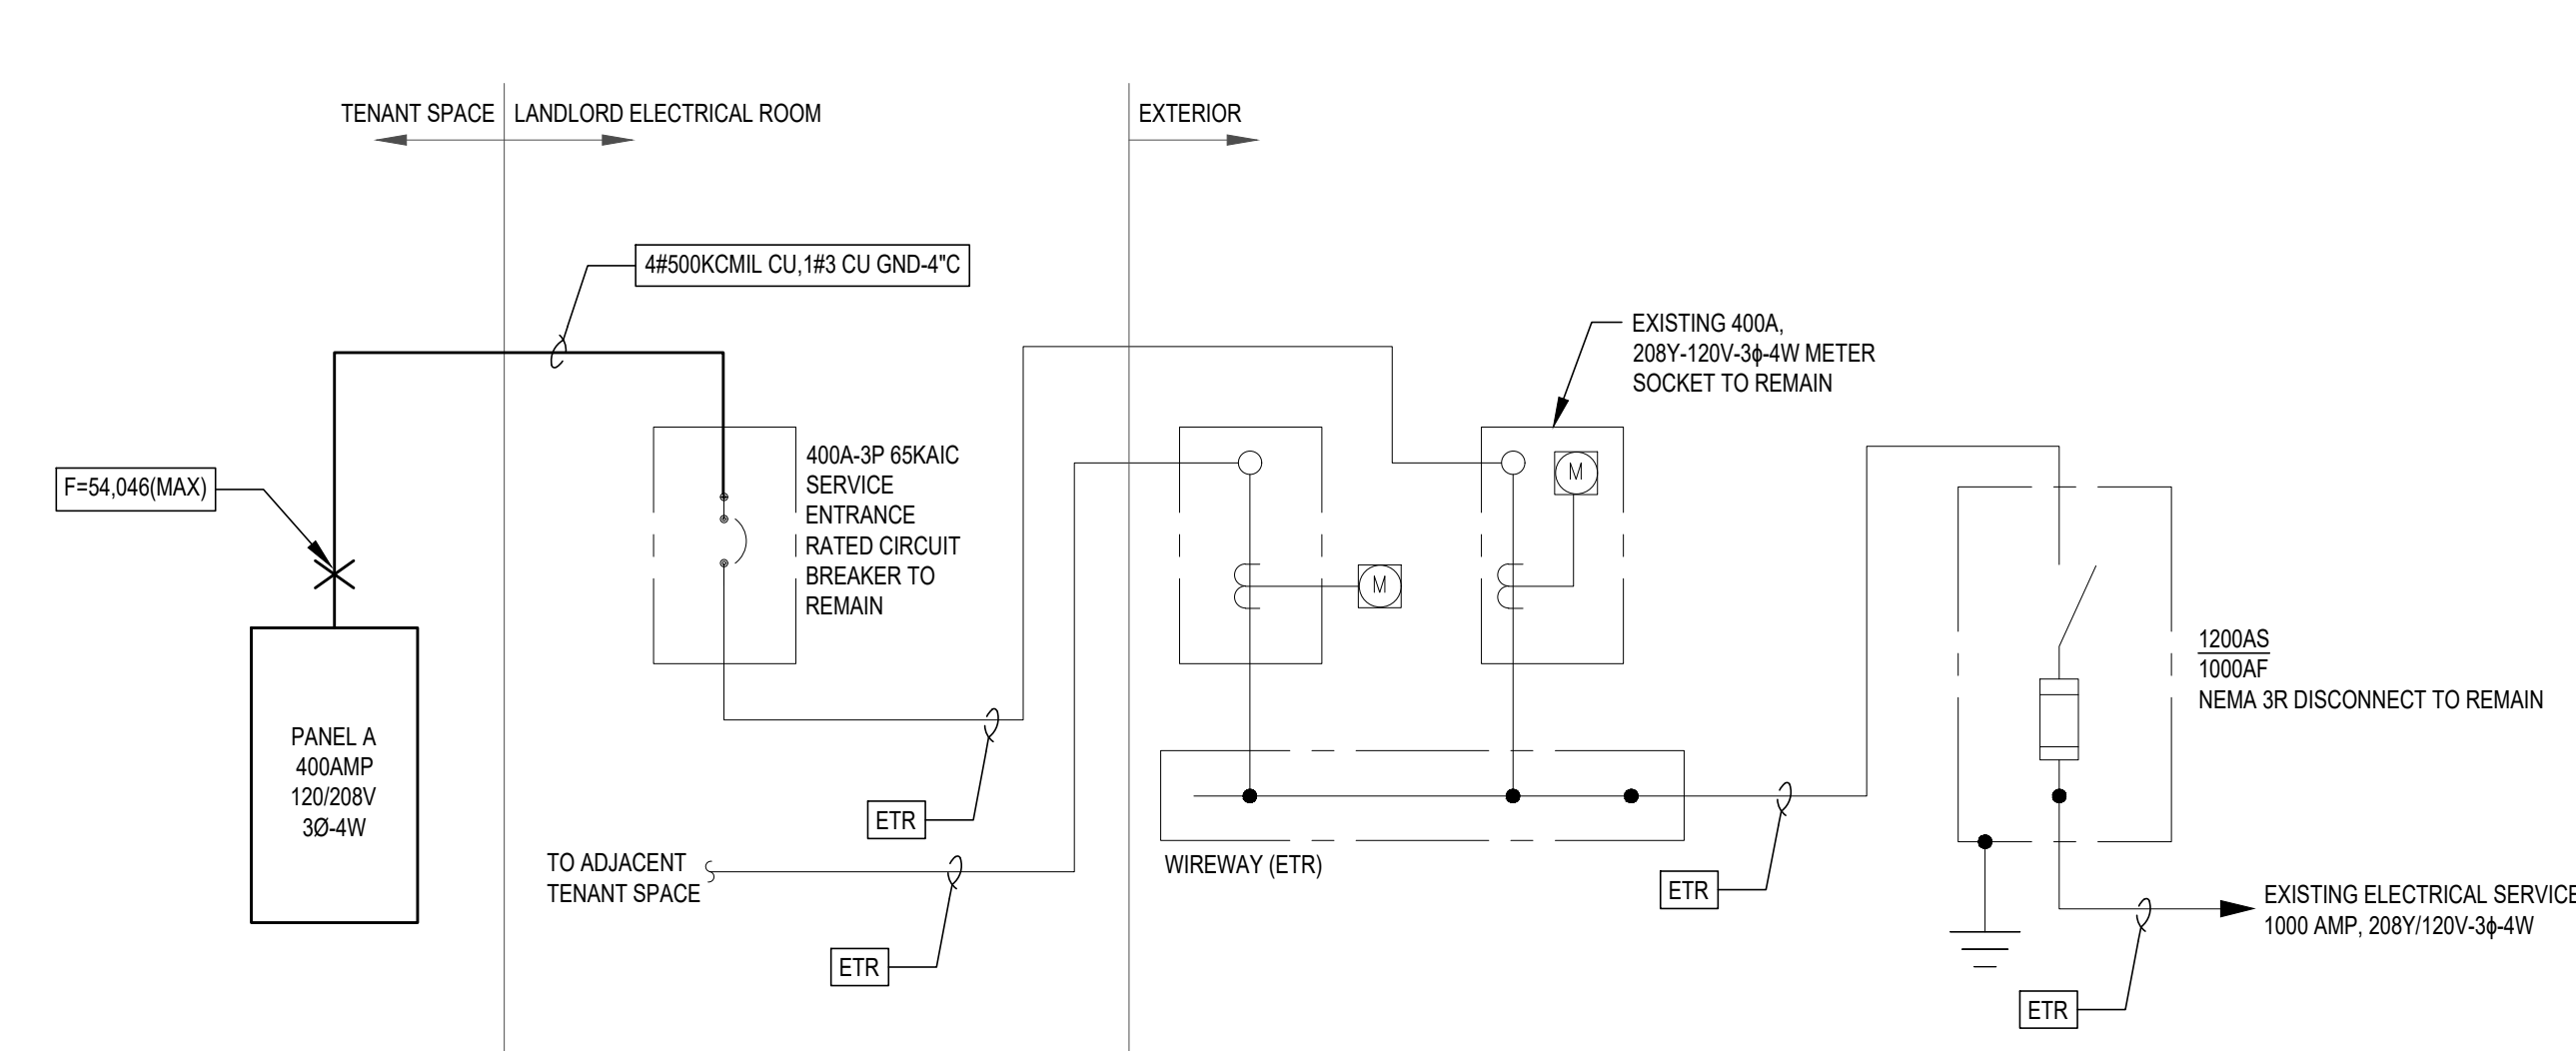 TENANT SPACE
LANDLORD ELECTRICAL ROOM
EXTERIOR
4#500KCMIL CU,1#3 CU GND-4"C
EXISTING 400A,
208Y-120V-3ϕ-4W METER
SOCKET TO REMAIN
F=54,046(MAX)
400A-3P 65KAIC
SERVICE
ENTRANCE
RATED CIRCUIT
BREAKER TO
REMAIN
M
M
1200AS
1000AF
NEMA 3R DISCONNECT TO REMAIN
PANEL A
400AMP
120/208V
3Ø-4W
ETR
TO ADJACENT
TENANT SPACE
ETR
WIREWAY (ETR)
ETR
EXISTING ELECTRICAL SERVICE
1000 AMP, 208Y/120V-3ϕ-4W
ETR